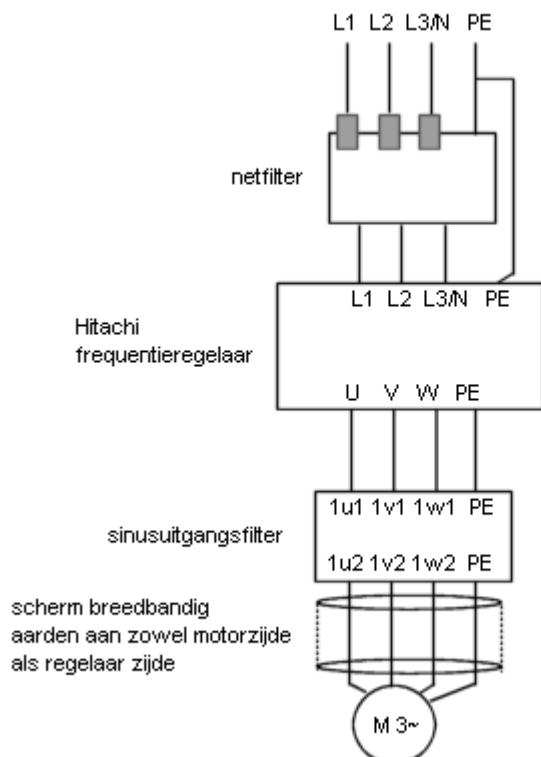 L1 L2 L3/N PE
netfilter
L1 L2 L3/N PE
Hitachi
frequentieregelaar
U V W PE
1u1 1v1 1w1 PE
sinusuitgangsfilter
1u2 1v2 1w2 PE
scherm breedbandig
aarden aan zowel motorzijde
als regelaar zijde
M 3~